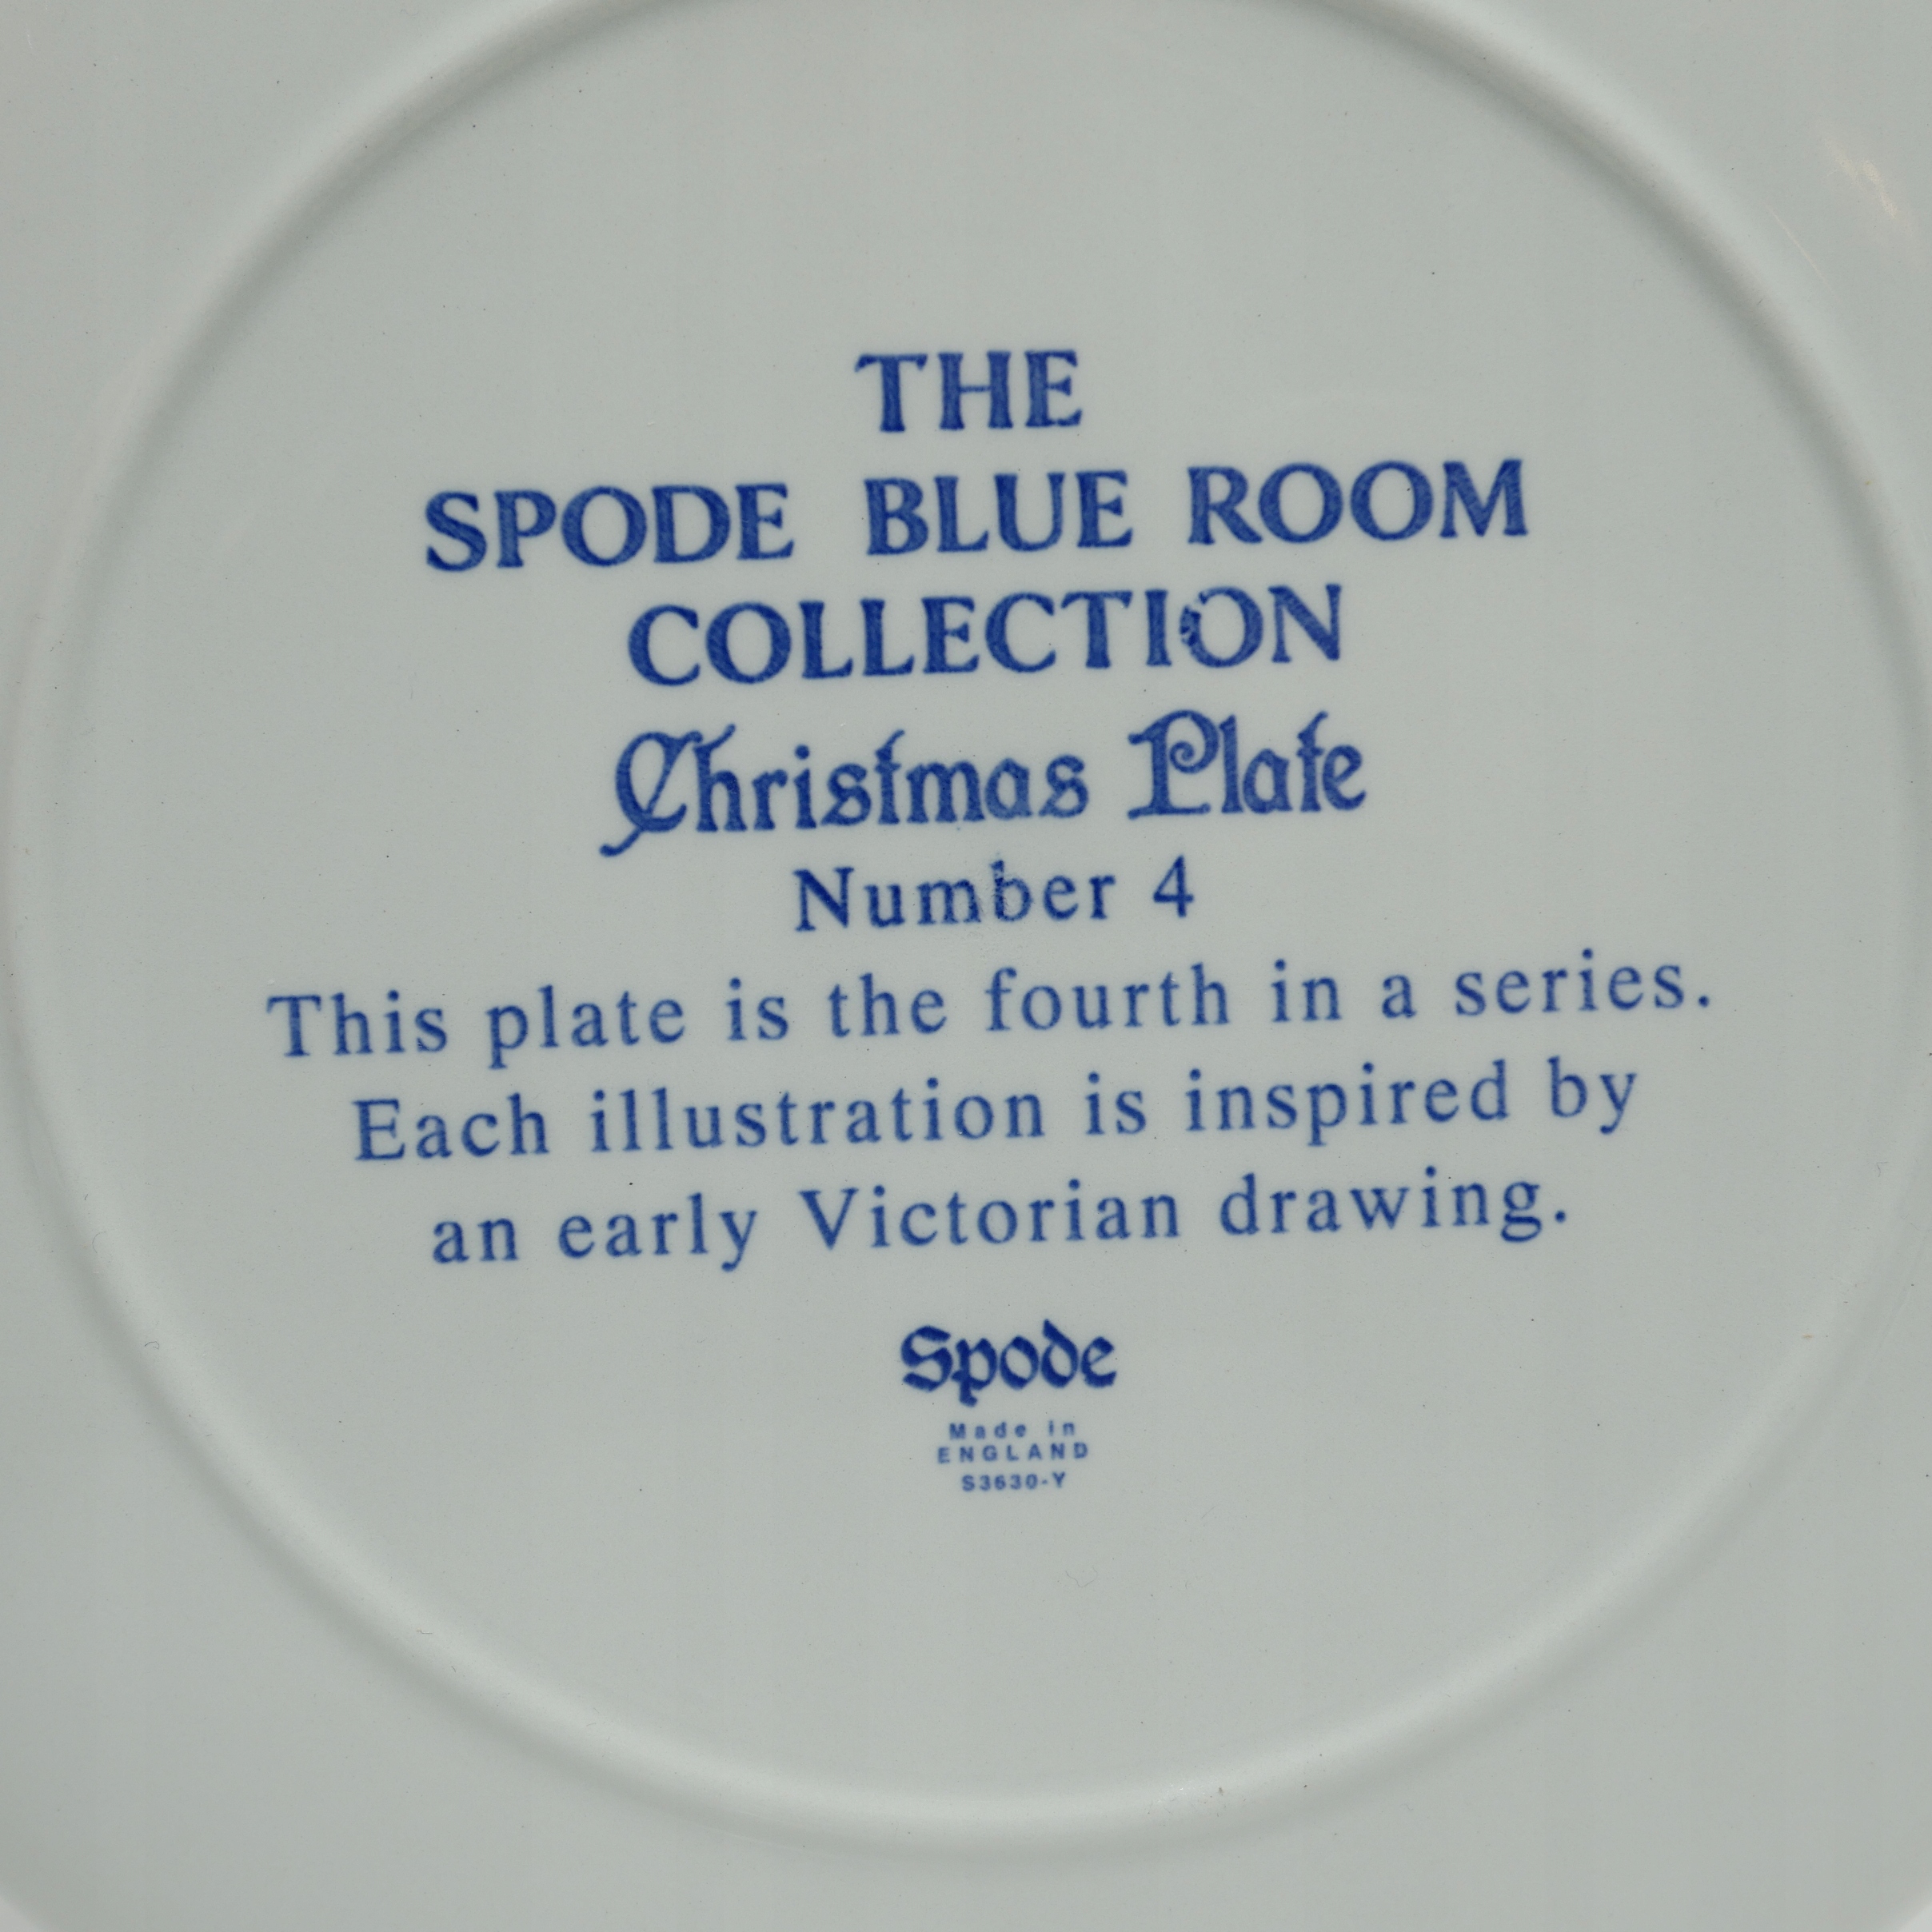 THE
SPODE BLUE ROOM
COLLECTION
Christmas Plate
Number 4
This plate is the fourth in a series.
Each illustration is inspired by
an early Victorian drawing.
Spode
Made in
ENGLAND
S3630-Y